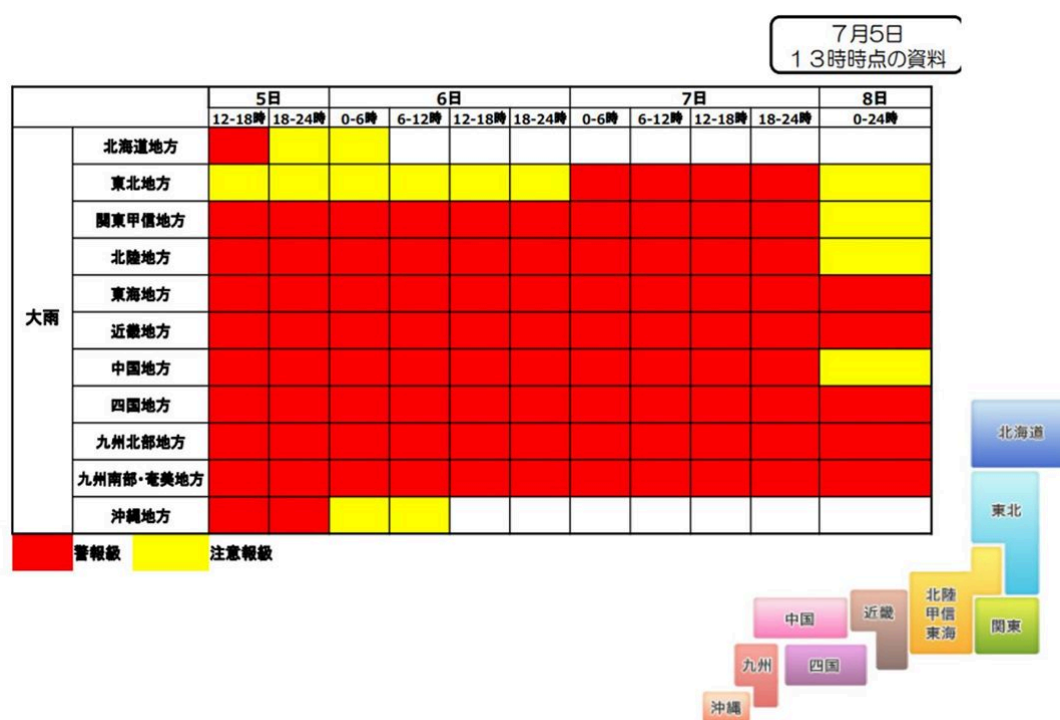 7月5日
13時時点の資料
5日 6日 7日 8日
12-18時 18-24時 0-6時 6-12時 12-18時 18-24時 0-6時 6-12時 12-18時 18-24時 0-24時
大雨
北海道地方
東北地方
関東甲信地方
北陸地方
東海地方
近畿地方
中国地方
四国地方
九州北部地方
九州南部・奄美地方
沖縄地方
警報級 注意報級
北海道
東北
北陸
甲信
東海
関東
近畿
中国
四国
九州
沖縄